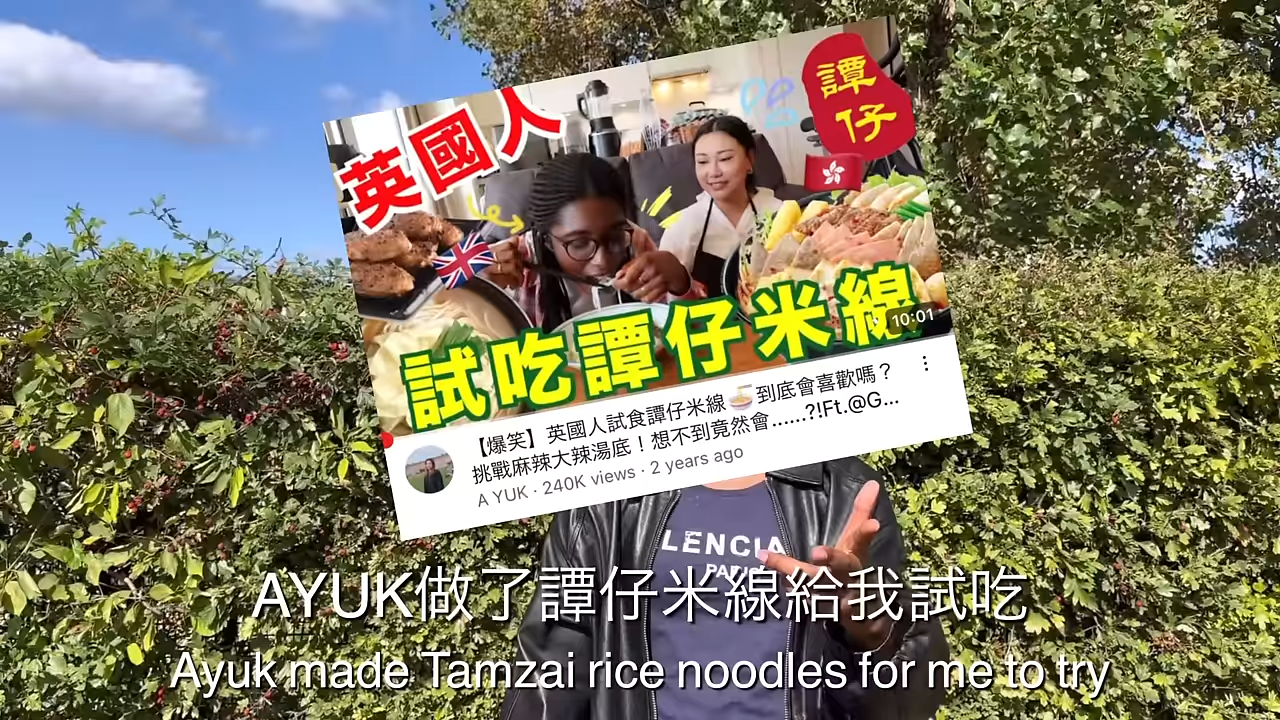 英國人
譚
仔
試吃譚仔米線
10:01
【爆笑】英國人試食譚仔米線🍜到底會喜歡嗎？
挑戰麻辣大辣湯底！想不到竟然會......?!Ft.@G...
A YUK · 240K views · 2 years ago
LENCIA
PARIS
AYUK做了譚仔米線給我試吃
Ayuk made Tamzai rice noodles for me to try